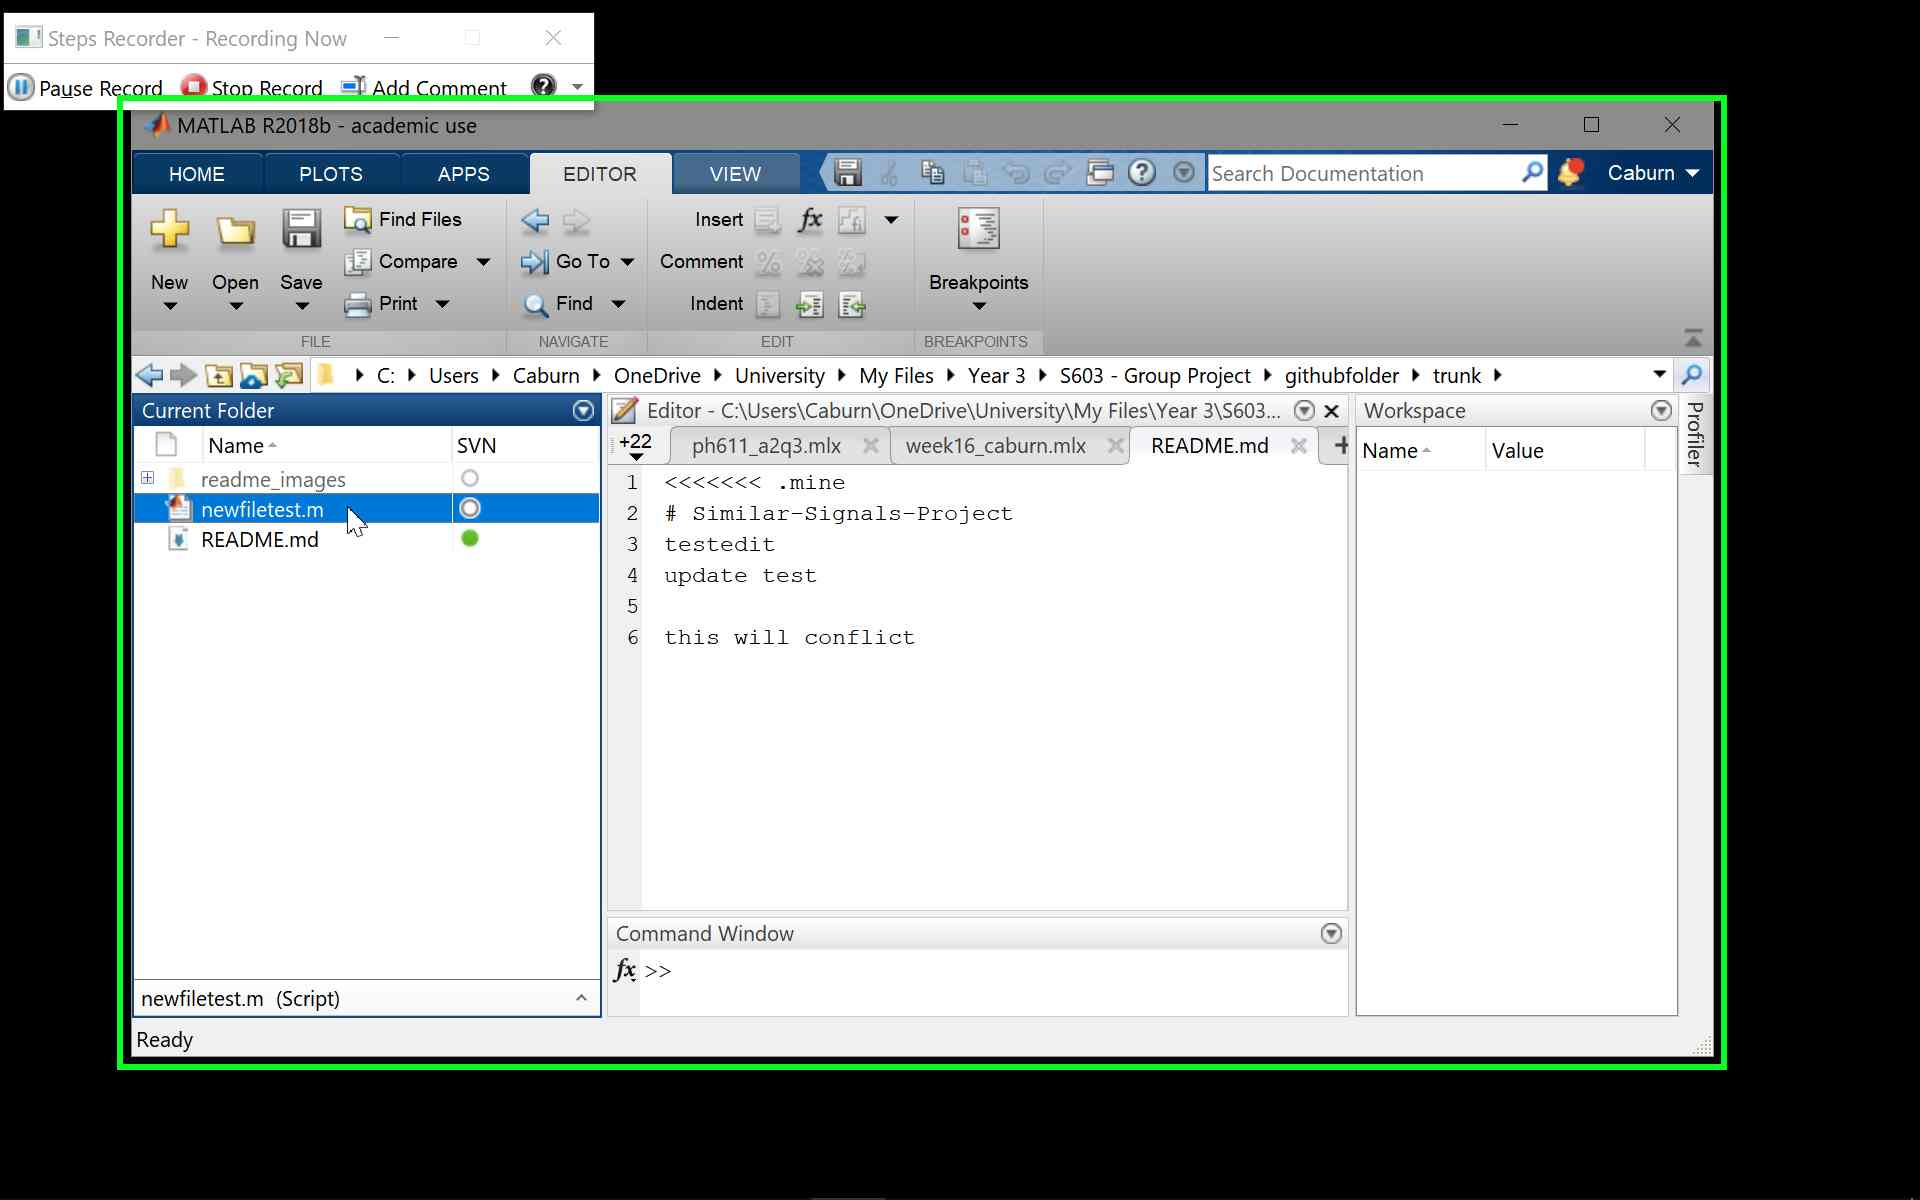 Steps Recorder - Recording Now
Pause Record Stop Record Add Comment
MATLAB R2018b - academic use
HOME PLOTS APPS EDITOR VIEW Search Documentation Caburn
New Open Save Find Files Compare Print
Go To Find
Insert Comment Indent
Breakpoints
FILE NAVIGATE EDIT BREAKPOINTS
C: Users Caburn OneDrive University My Files Year 3 S603 - Group Project githubfolder trunk
Current Folder
Name SVN
readme_images
newfiletest.m
README.md
newfiletest.m (Script)
Ready
Editor - C:\Users\Caburn\OneDrive\University\My Files\Year 3\S603...
+22 ph611_a2q3.mlx week16_caburn.mlx README.md
1 <<<<<<< .mine
2 # Similar-Signals-Project
3 testedit
4 update test
5
6 this will conflict
Command Window
fx >>
Workspace
Name Value
Profiler